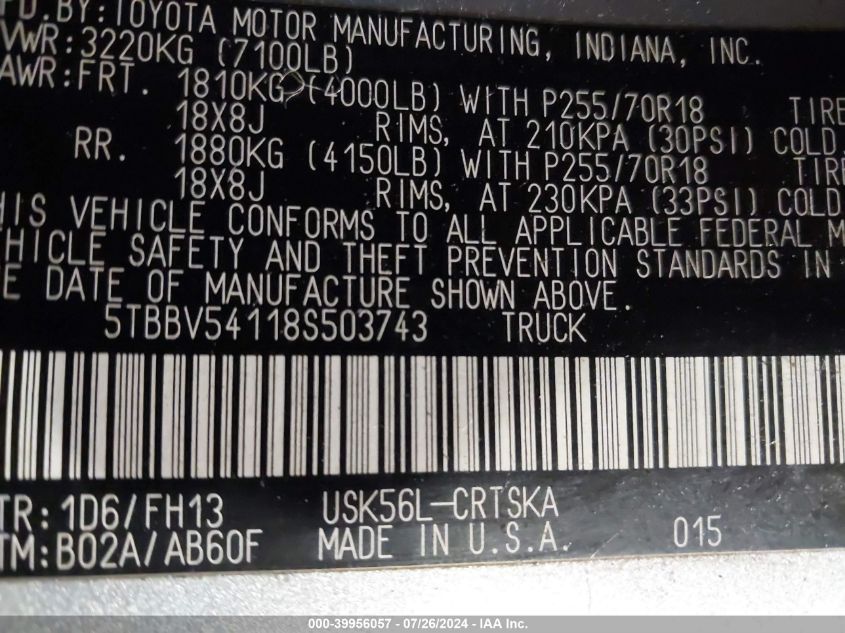 FD.BY:TOYOTA MOTOR MANUFACTURING, INDIANA, INC.
VWR:3220KG (7100LB)
AWR:FRT. 1810KG (4000LB) WITH P255/70R18 TIRE
18X8J RIMS, AT 210KPA (30PSI) COLD
RR. 1880KG (4150LB) WITH P255/70R18 TIRE
18X8J RIMS, AT 230KPA (33PSI) COLD
HIS VEHICLE CONFORMS TO ALL APPLICABLE FEDERAL M
EHICLE SAFETY AND THEFT PREVENTION STANDARDS IN
E DATE OF MANUFACTURE SHOWN ABOVE.
5TBBV54118S503743 TRUCK
TR: 1D6/FH13 USK56L-CRTSKA
TM:B02A/AB60F MADE IN U.S.A. 015
000-39956057 - 07/26/2024 - IAA Inc.